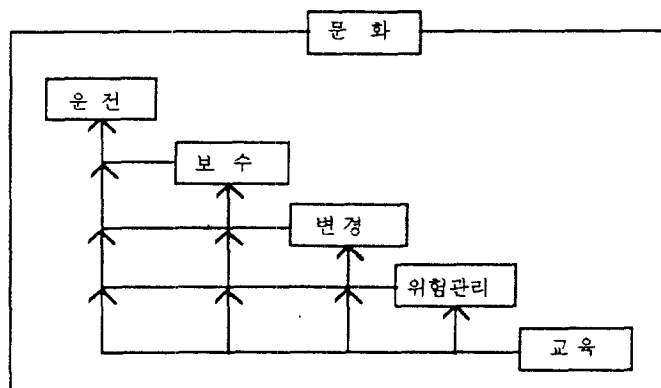 문 화
운 전
보 수
변 경
위험관리
교 육